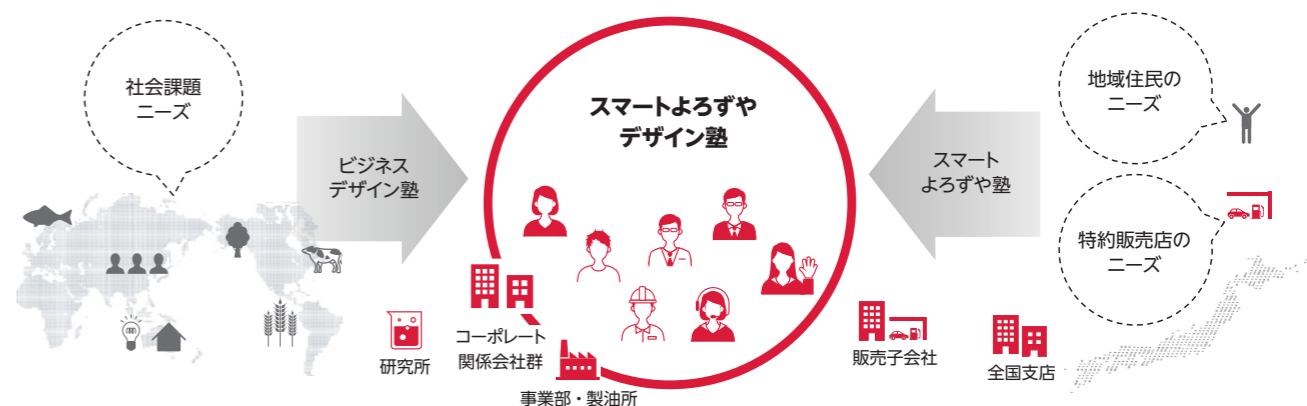 社会課題
ニーズ
ビジネス
デザイン塾
スマートよろずや
デザイン塾
スマート
よろずや塾
地域住民の
ニーズ
特約販売店の
ニーズ
研究所
コーポレート
関係会社群
事業部・製油所
販売子会社
全国支店